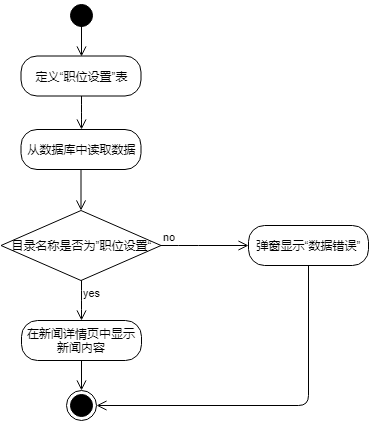 定义“职位设置”表
从数据库中读取数据
目录名称是否为”职位设置”
no
弹窗显示“数据错误”
yes
在新闻详情页中显示
新闻内容